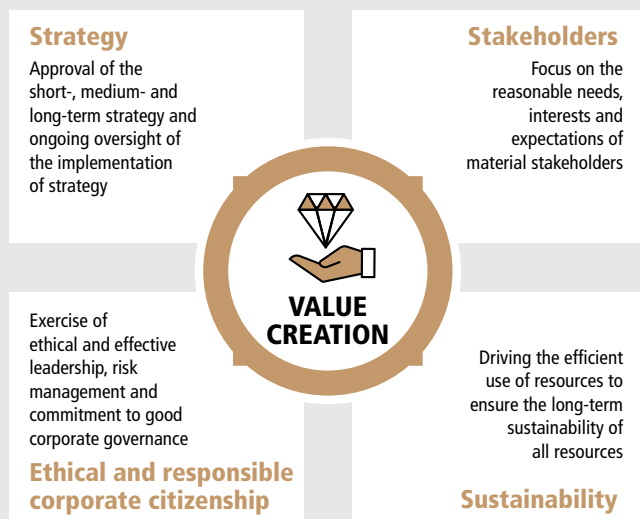 Strategy
Approval of the
short-, medium- and
long-term strategy and
ongoing oversight of
the implementation
of strategy
Stakeholders
Focus on the
reasonable needs,
interests and
expectations of
material stakeholders
VALUE
CREATION
Exercise of
ethical and effective
leadership, risk
management and
commitment to good
corporate governance
Ethical and responsible
corporate citizenship
Driving the efficient
use of resources to
ensure the long-term
sustainability of
all resources
Sustainability